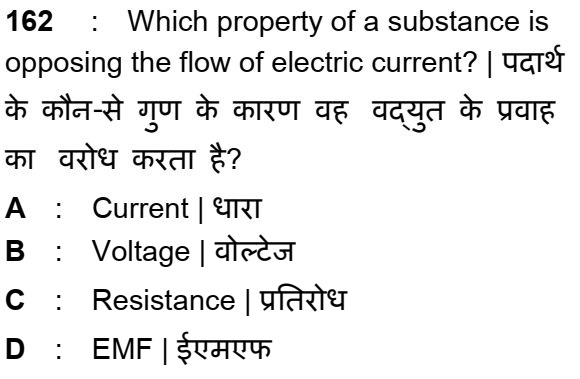 162 : Which property of a substance is
opposing the flow of electric current? | पदार्थ
के कौन-से गुण के कारण वह वद्युत के प्रवाह
का वरोध करता है?
A : Current | धारा
B : Voltage | वोल्टेज
C : Resistance | प्रतिरोध
D : EMF | ईएमएफ